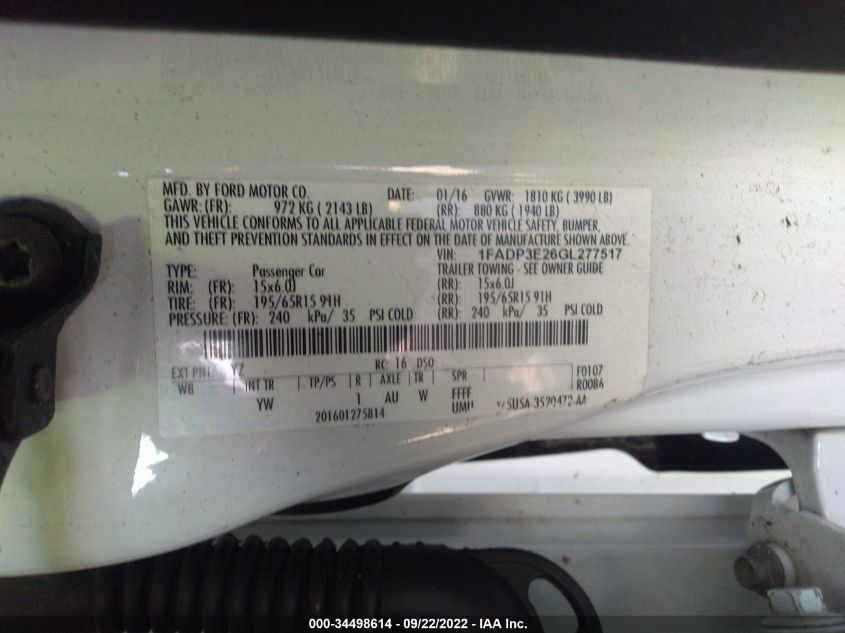 MFD. BY FORD MOTOR CO. DATE: 01/16 GVWR: 1810 KG ( 3990 LB)
GAWR: (FR): 972 KG ( 2143 LB) (RR): 880 KG ( 1940 LB)
THIS VEHICLE CONFORMS TO ALL APPLICABLE FEDERAL MOTOR VEHICLE SAFETY, BUMPER,
AND THEFT PREVENTION STANDARDS IN EFFECT ON THE DATE OF MANUFACTURE SHOWN ABOVE.
VIN: 1FADP3E26GL277517
TYPE: Passenger Car TRAILER TOWING - SEE OWNER GUIDE
RIM: (FR): 15x6.0J (RR): 15x6.0J
TIRE: (FR): 195/65R15 91H (RR): 195/65R15 91H
PRESSURE: (FR): 240 kPa/ 35 PSI COLD (RR): 240 kPa/ 35 PSI COLD
EXT PNT: YZ RC: 16 DSO: F0107
WB INT TR TP/PS R AXLE TR SPR R0086
YW 1 AU W FFFF
201601275814
000-34498614 - 09/22/2022 - IAA Inc.